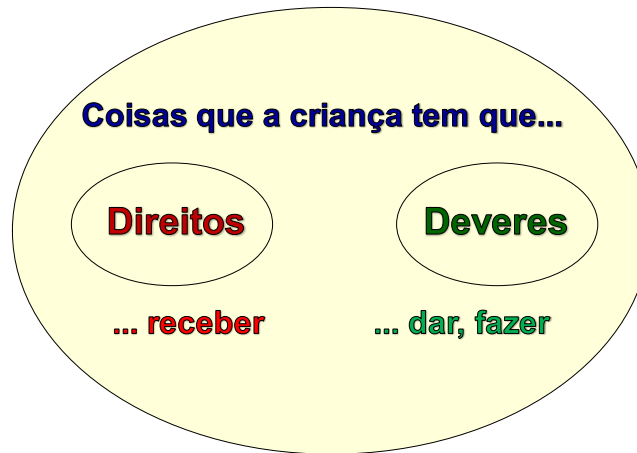 Coisas que a criança tem que...
Direitos Deveres
... receber ... dar, fazer